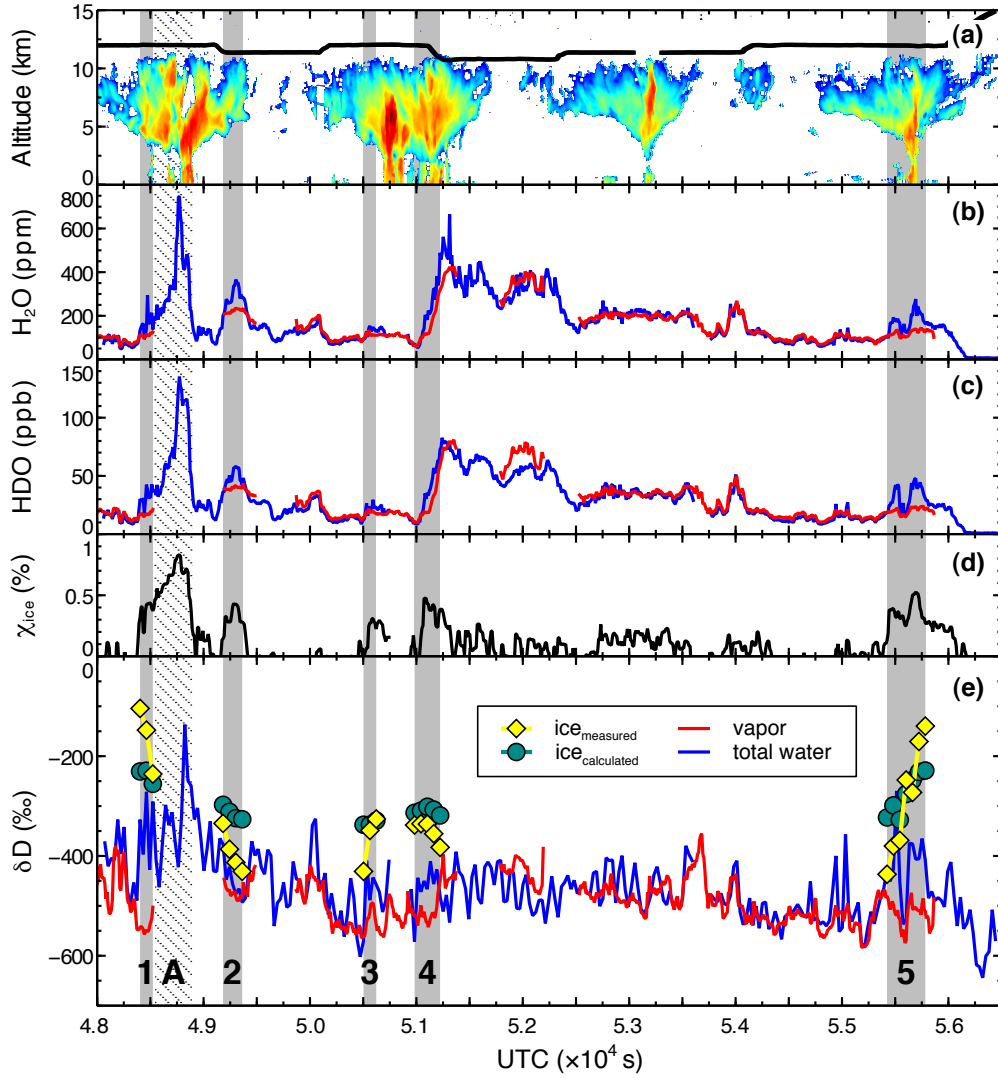 15
10
5
0
Altitude (km)
(a)
800
600
400
200
0
H₂O (ppm)
(b)
150
100
50
0
HDO (ppb)
(c)
1
0.5
0
χice (%)
(d)
0
−200
−400
−600
δD (‰)
(e)
ice measured
vapor
ice calculated
total water
1 A 2 3 4 5
4.8 4.9 5.0 5.1 5.2 5.3 5.4 5.5 5.6
UTC (×10⁴ s)